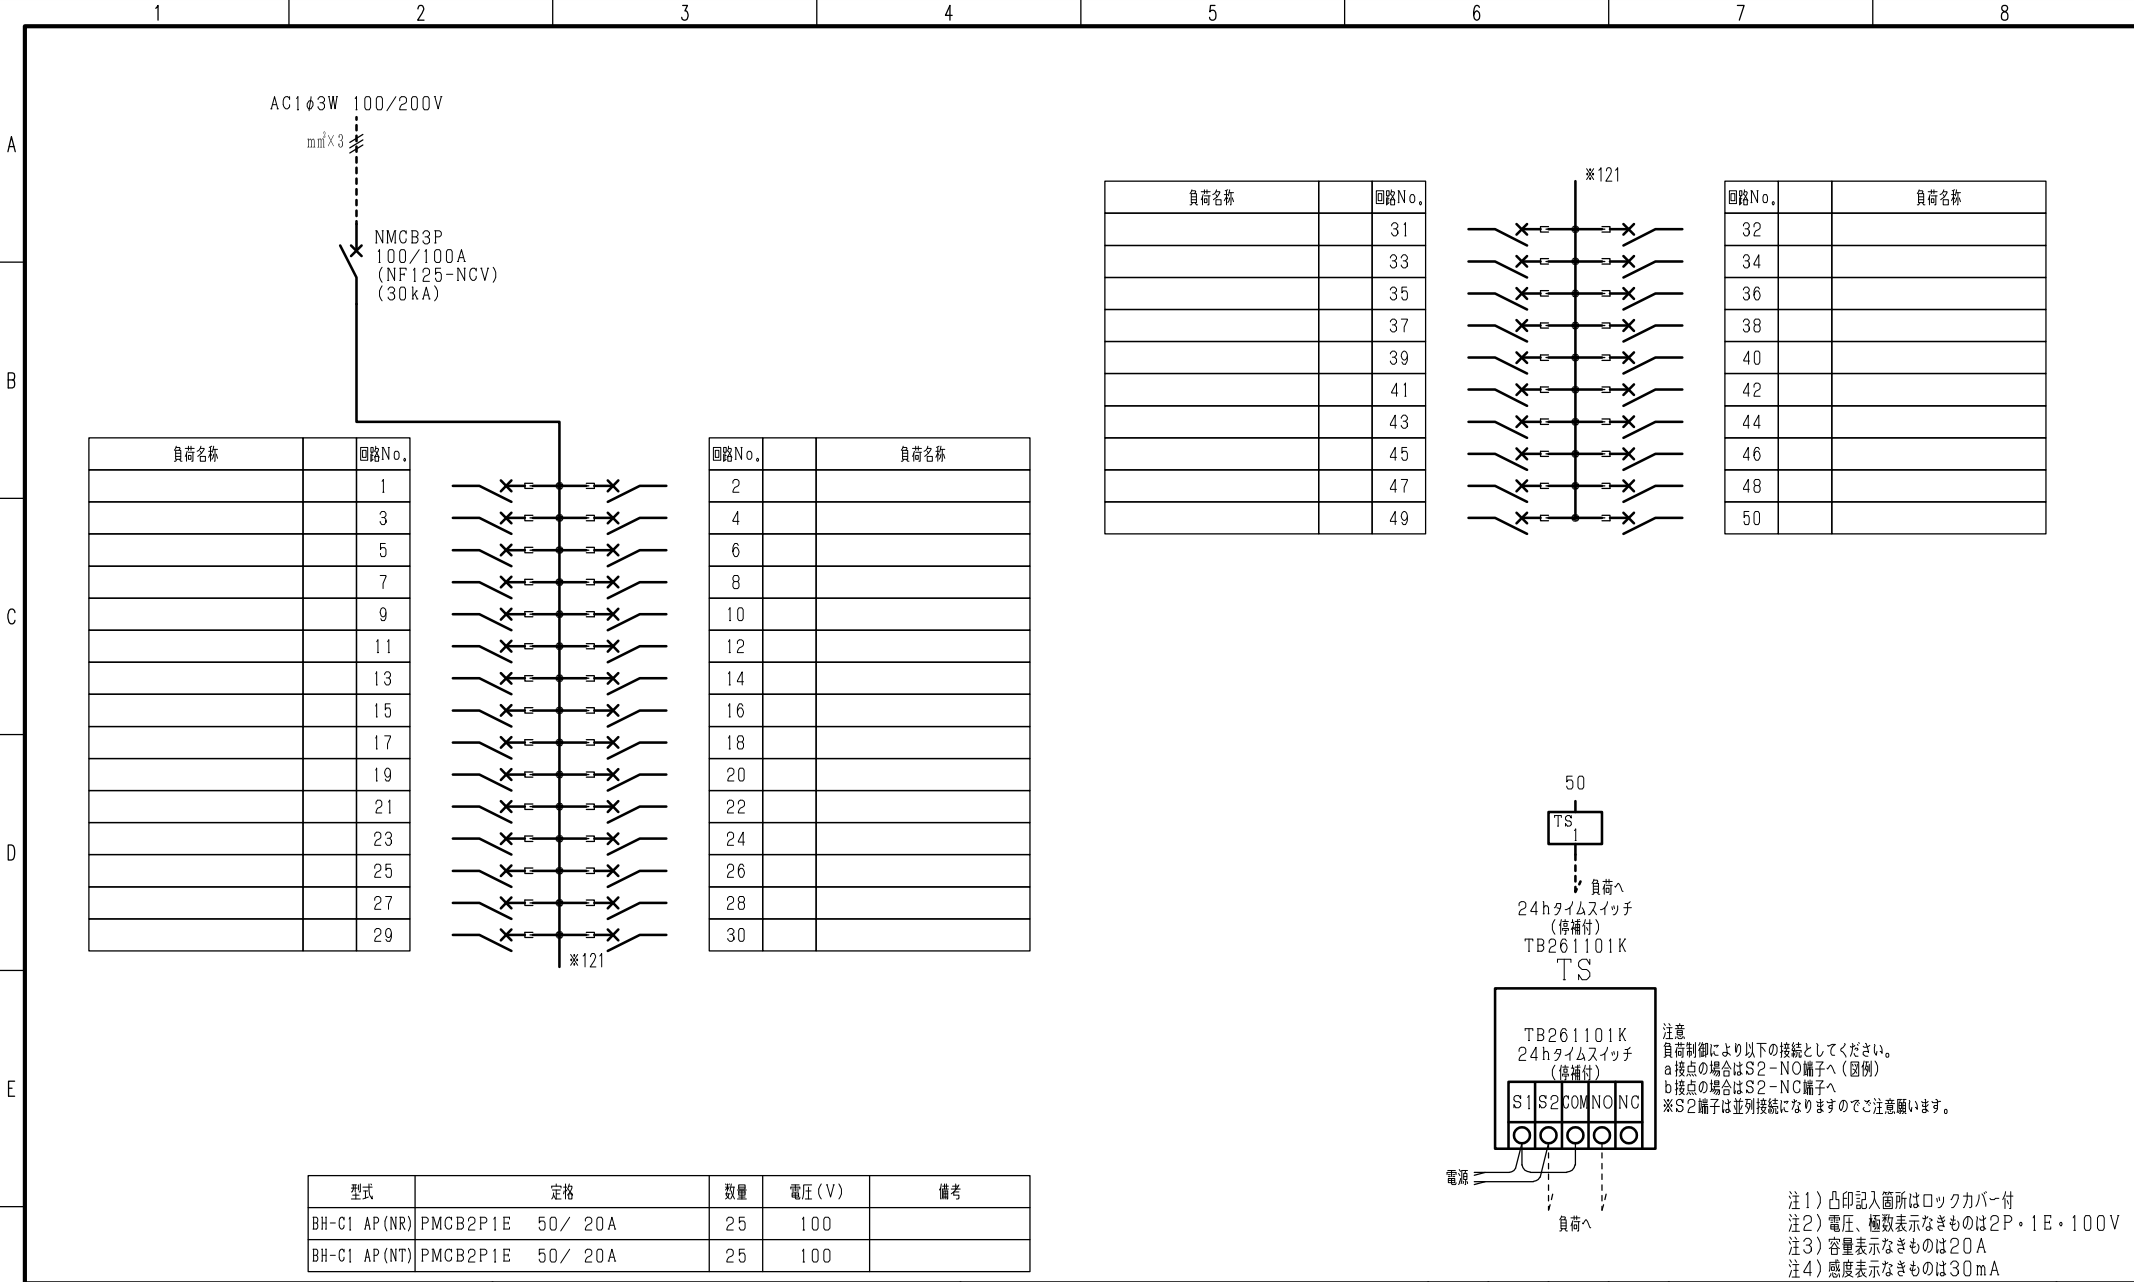 1 2 3 4 5 6 7 8
A
B
C
D
E
AC1φ3W 100/200V
mm²×3
NMCB3P
100/100A
(NF125-NCV)
(30kA)
負荷名称 回路No.
1
3
5
7
9
11
13
15
17
19
21
23
25
27
29
回路No. 負荷名称
2
4
6
8
10
12
14
16
18
20
22
24
26
28
30
※121
※121
負荷名称 回路No.
31
33
35
37
39
41
43
45
47
49
回路No. 負荷名称
32
34
36
38
40
42
44
46
48
50
50
TS
1
負荷へ
24hタイムスイッチ
(停補付)
TB261101K
TS
TB261101K
24hタイムスイッチ
(停補付)
S1 S2 COM NO NC
電源
負荷へ
注意
負荷制御により以下の接続としてください。
a接点の場合はS2-NO端子へ(図例)
b接点の場合はS2-NC端子へ
※S2端子は並列接続になりますのでご注意願います。
型式 定格 数量 電圧(V) 備考
BH-C1 AP(NR) PMCB2P1E 50/ 20A 25 100
BH-C1 AP(NT) PMCB2P1E 50/ 20A 25 100
注1)凸印記入箇所はロックカバー付
注2)電圧、極数表示なきものは2P・1E・100V
注3)容量表示なきものは20A
注4)感度表示なきものは30mA